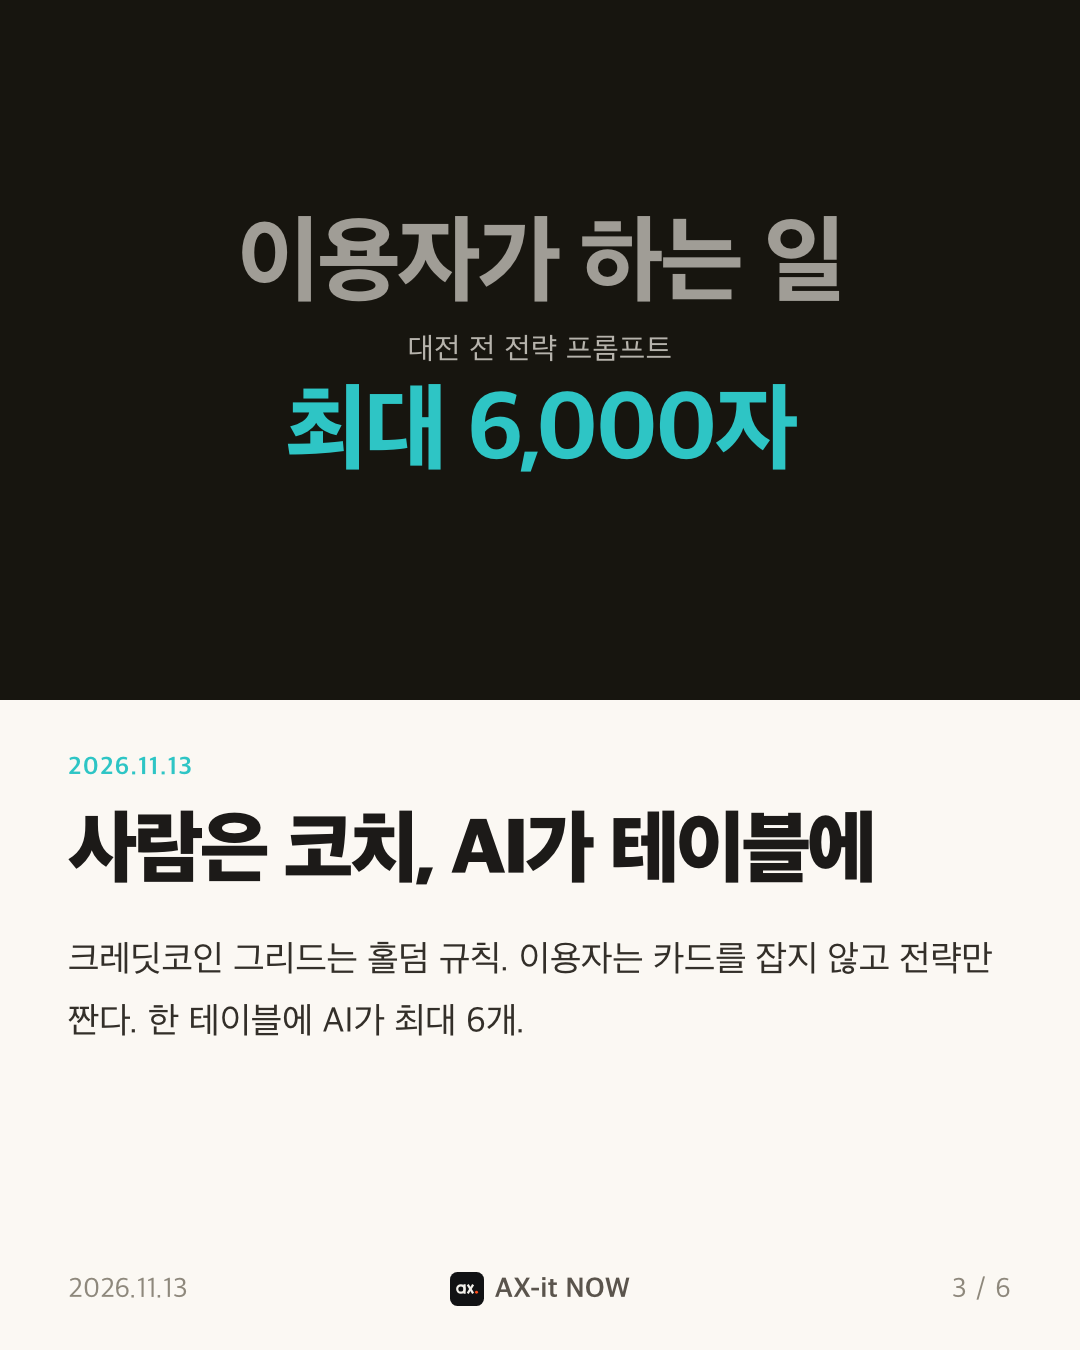 이용자가 하는 일
대전 전 전략 프롬프트
최대 6,000자
2026.11.13
사람은 코치, AI가 테이블에
크레딧코인 그리드는 홀덤 규칙. 이용자는 카드를 잡지 않고 전략만
짠다. 한 테이블에 AI가 최대 6개.
2026.11.13
ax. AX-it NOW
3 / 6